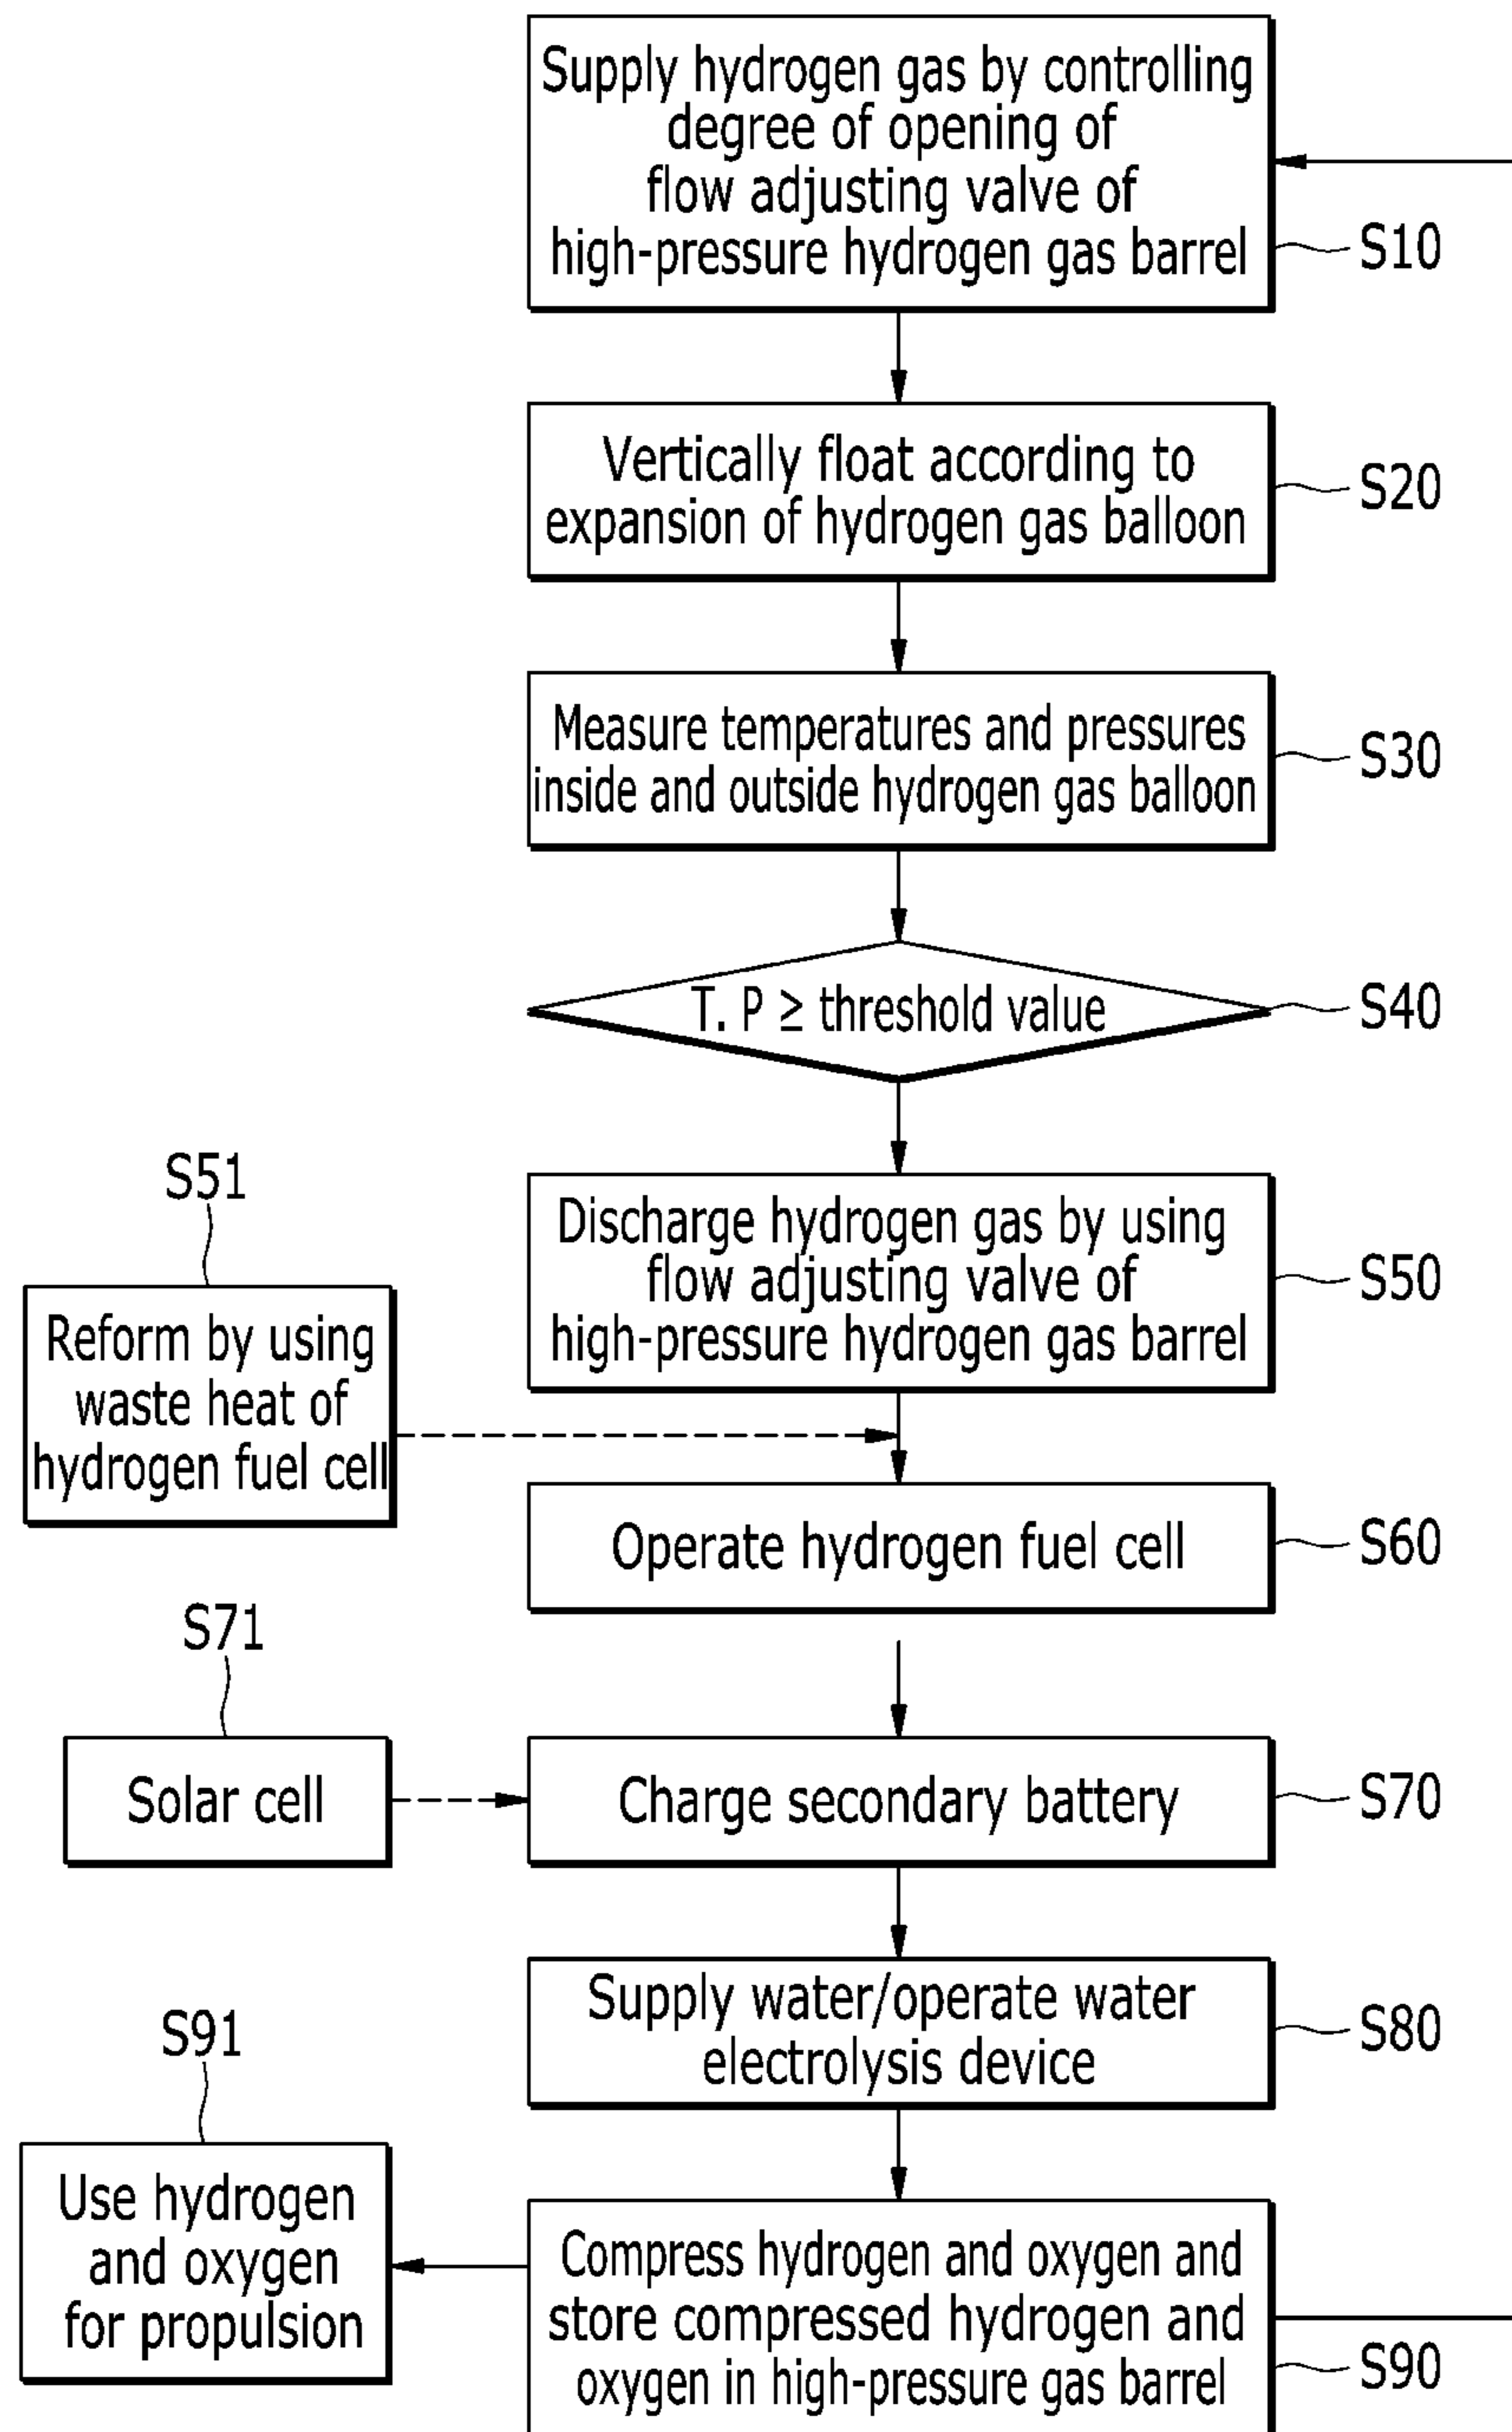 Supply hydrogen gas by controlling
degree of opening of
flow adjusting valve of
high-pressure hydrogen gas barrel
S10
Vertically float according to
expansion of hydrogen gas balloon
S20
Measure temperatures and pressures
inside and outside hydrogen gas balloon
S30
T. P ≥ threshold value
S40
Discharge hydrogen gas by using
flow adjusting valve of
high-pressure hydrogen gas barrel
S50
S51
Reform by using
waste heat of
hydrogen fuel cell
Operate hydrogen fuel cell
S60
S71
Solar cell
Charge secondary battery
S70
Supply water/operate water
electrolysis device
S80
S91
Use hydrogen
and oxygen
for propulsion
Compress hydrogen and oxygen and
store compressed hydrogen and
oxygen in high-pressure gas barrel
S90